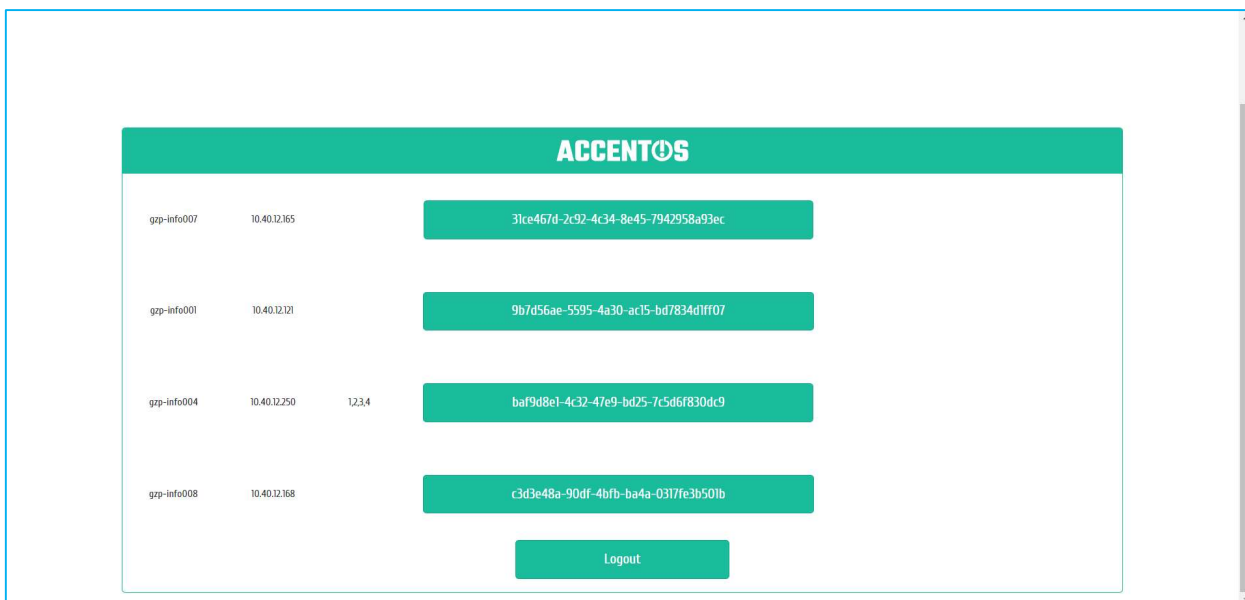 ACCENTOS
gzp-info007 10.40.12.165 31ce467d-2c92-4c34-8e45-7942958a93ec
gzp-info001 10.40.12.121 9b7d56ae-5595-4a30-ac15-bd7834d1ff07
gzp-info004 10.40.12.250 1,2,3,4 baf9d8e1-4c32-47e9-bd25-7c5d6f830dc9
gzp-info008 10.40.12.168 c3d3e48a-90df-4bfb-ba4a-0317fe3b501b
Logout